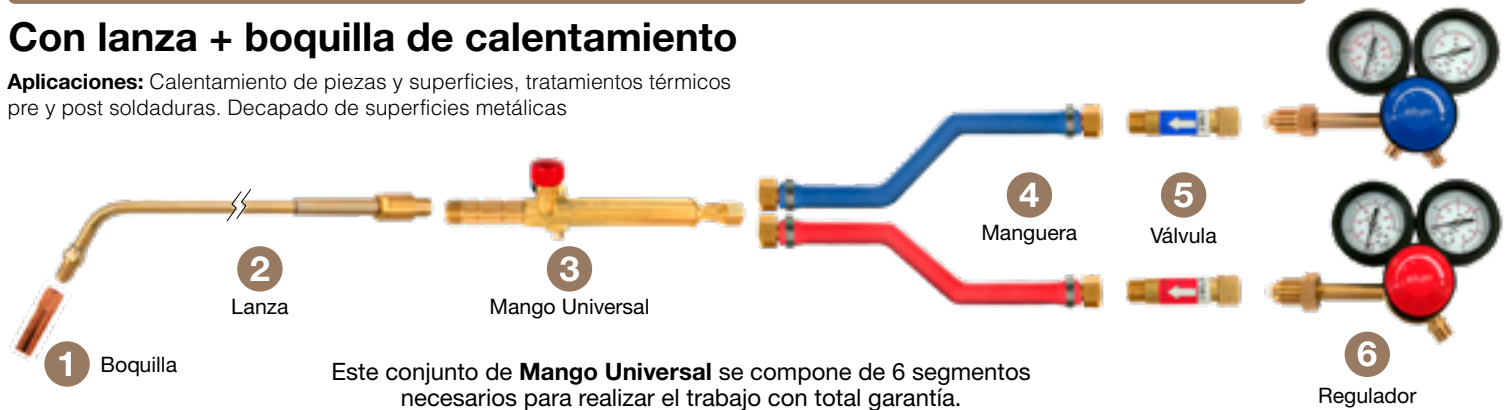 Con lanza + boquilla de calentamiento
Aplicaciones: Calentamiento de piezas y superficies, tratamientos térmicos
pre y post soldaduras. Decapado de superficies metálicas
1 Boquilla
2
Lanza
3
Mango Universal
4
Manguera
5
Válvula
6
Regulador
Este conjunto de Mango Universal se compone de 6 segmentos
necesarios para realizar el trabajo con total garantía.